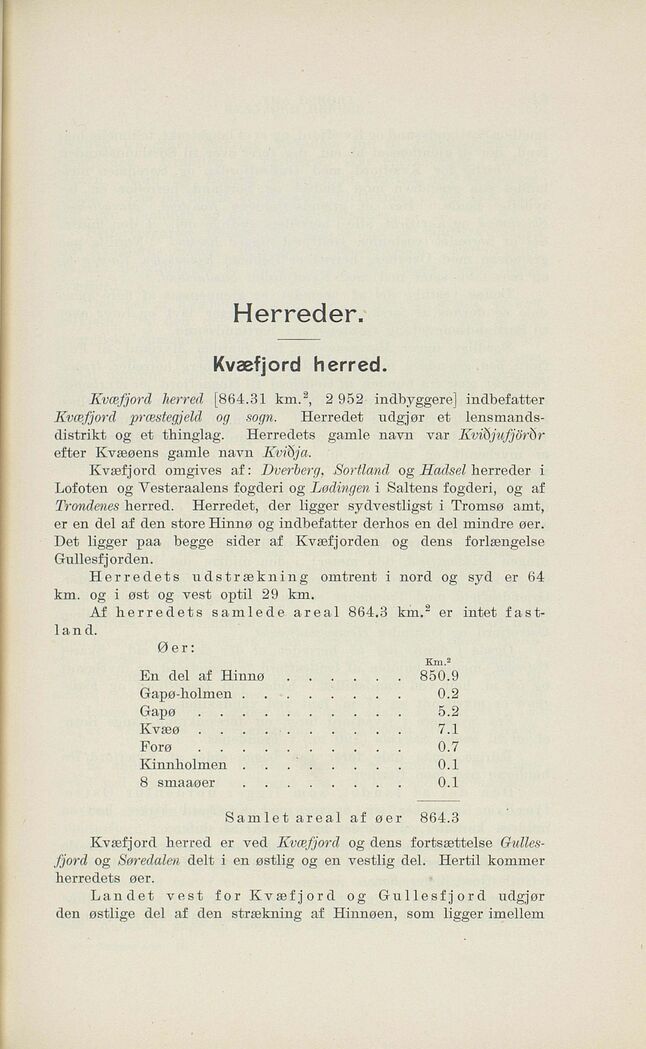 Herreder.
Kvæfjord herred.
Kvæfjord herred [864.31 km.², 2 952 indbyggere] indbefatter
Kvæfjord præstegjeld og sogn. Herredet udgjør et lensmands-
distrikt og et thinglag. Herredets gamle navn var Kviðjufjörðr
efter Kvæøens gamle navn Kviðja.
Kvæfjord omgives af: Dverberg, Sortland og Hadsel herreder i
Lofoten og Vesteraalens fogderi og Lødingen i Saltens fogderi, og af
Trondenes herred. Herredet, der ligger sydvestligst i Tromsø amt,
er en del af den store Hinnø og indbefatter derhos en del mindre øer.
Det ligger paa begge sider af Kvæfjorden og dens forlængelse
Gullesfjorden.
Herredets udstrækning omtrent i nord og syd er 64
km. og i øst og vest optil 29 km.
Af herredets samlede areal 864.3 km.² er intet fast-
land.
Øer:
Km.²
En del af Hinnø . . . . . . 850.9
Gapø-holmen . . . . . . . . 0.2
Gapø . . . . . . . . . . 5.2
Kvæø . . . . . . . . . . 7.1
Forø . . . . . . . . . . 0.7
Kinnholmen . . . . . . . . 0.1
8 smaaøer . . . . . . . . 0.1
Samlet areal af øer 864.3
Kvæfjord herred er ved Kvæfjord og dens fortsættelse Gulles-
fjord og Søredalen delt i en østlig og en vestlig del. Hertil kommer
herredets øer.
Landet vest for Kvæfjord og Gullesfjord udgjør
den østlige del af den strækning af Hinnøen, som ligger imellem